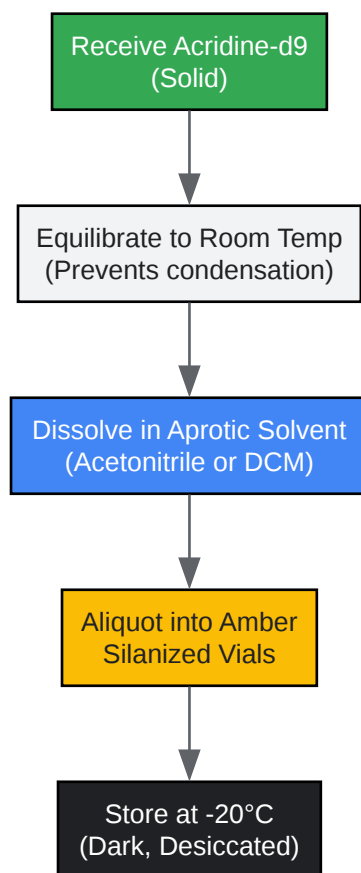 Receive Acridine-d9
(Solid)
Equilibrate to Room Temp
(Prevents condensation)
Dissolve in Aprotic Solvent
(Acetonitrile or DCM)
Aliquot into Amber
Silanized Vials
Store at -20°C
(Dark, Desiccated)